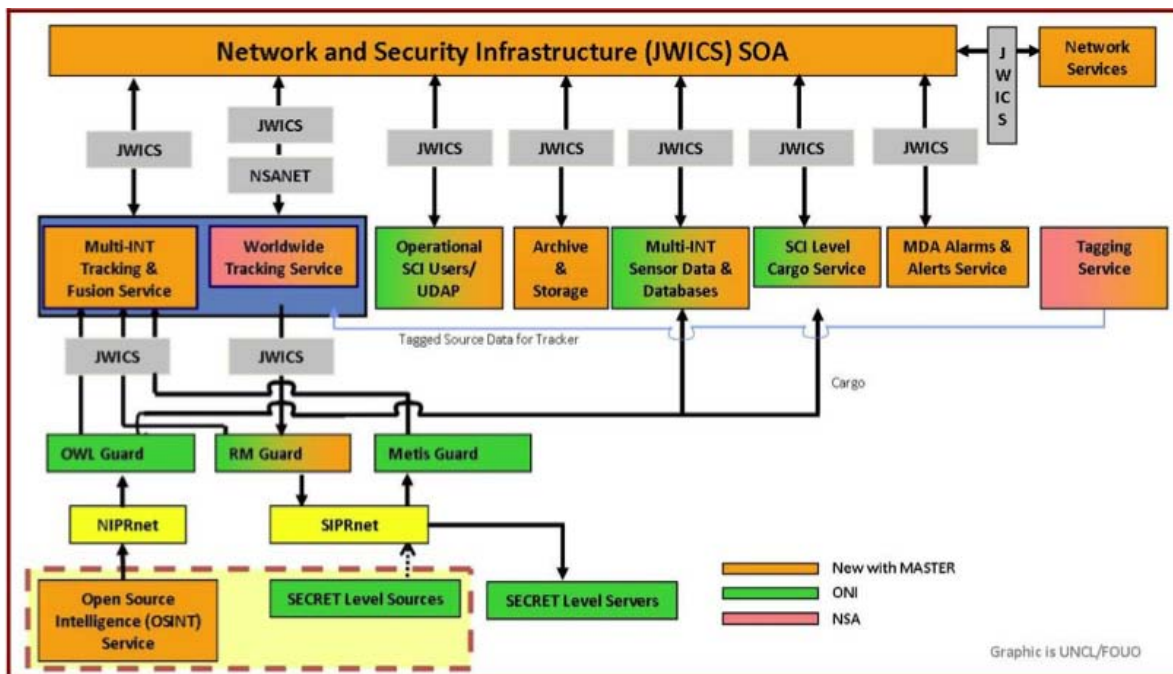 Network and Security Infrastructure (JWICS) SOA
J
W
I
C
S
Network
Services
JWICS
JWICS
NSANET
JWICS
JWICS
JWICS
JWICS
JWICS
Multi-INT
Tracking &
Fusion Service
Worldwide
Tracking Service
Operational
SCI Users/
UDAP
Archive
&
Storage
Multi-INT
Sensor Data &
Databases
SCI Level
Cargo Service
MDA Alarms &
Alerts Service
Tagging
Service
Tagged Source Data for Tracker
JWICS
JWICS
Cargo
OWL Guard
RM Guard
Metis Guard
NIPRnet
SIPRnet
Open Source
Intelligence (OSINT)
Service
SECRET Level Sources
SECRET Level Servers
New with MASTER
ONI
NSA
Graphic is UNCL/FOUO